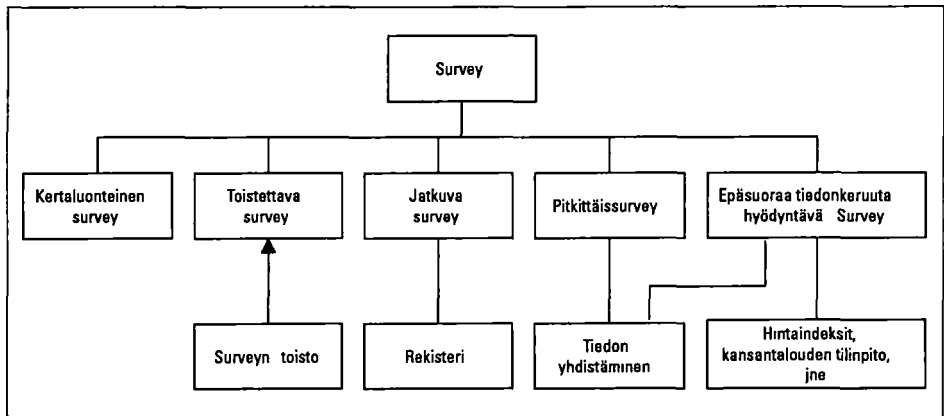 Survey
Kertaluonteinen
survey
Toistettava
survey
Jatkuva
survey
Pitkittäissurvey
Epäsuoraa tiedonkeruuta
hyödyntävä Survey
Surveyn toisto
Rekisteri
Tiedon
yhdistäminen
Hintaindeksit,
kansantalouden tilinpito,
jne